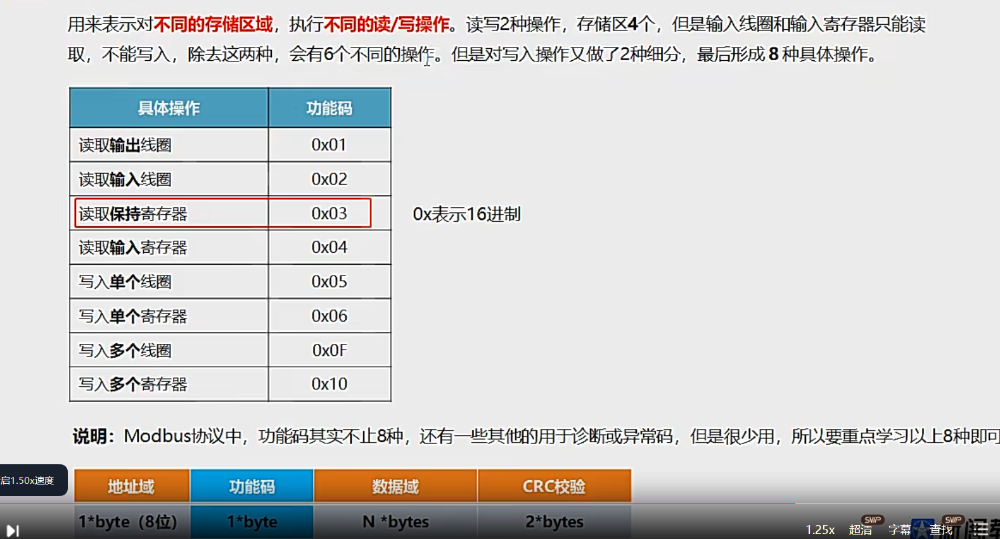 用来表示对不同的存储区域，执行不同的读/写操作。读写2种操作，存储区4个，但是输入线圈和输入寄存器只能读
取，不能写入，除去这两种，会有6个不同的操作。但是对写入操作又做了2种细分，最后形成 8 种具体操作。
具体操作 功能码
读取输出线圈 0x01
读取输入线圈 0x02
读取保持寄存器 0x03 0x表示16进制
读取输入寄存器 0x04
写入单个线圈 0x05
写入单个寄存器 0x06
写入多个线圈 0x0F
写入多个寄存器 0x10
说明：Modbus协议中，功能码其实不止8种，还有一些其他的用于诊断或异常码，但是很少用，所以要重点学习以上8种即可
启1.50x速度
地址域 功能码 数据域 CRC校验
1*byte（8位） 1*byte N *bytes 2*bytes
SVIP SVIP
1.25x 超清 字幕 查找